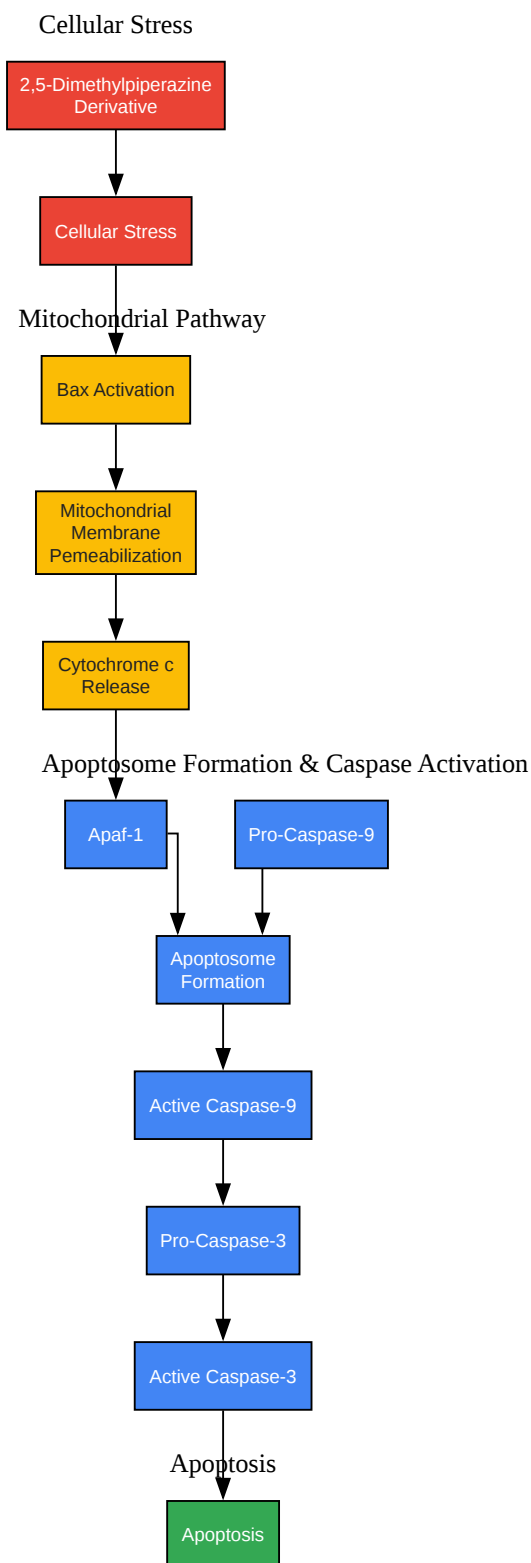 Cellular Stress
2,5-Dimethylpiperazine
Derivative
Cellular Stress
Mitochondrial Pathway
Bax Activation
Mitochondrial
Membrane
Pemeabilization
Cytochrome c
Release
Apoptosome Formation & Caspase Activation
Apaf-1
Pro-Caspase-9
Apoptosome
Formation
Active Caspase-9
Pro-Caspase-3
Active Caspase-3
Apoptosis
Apoptosis